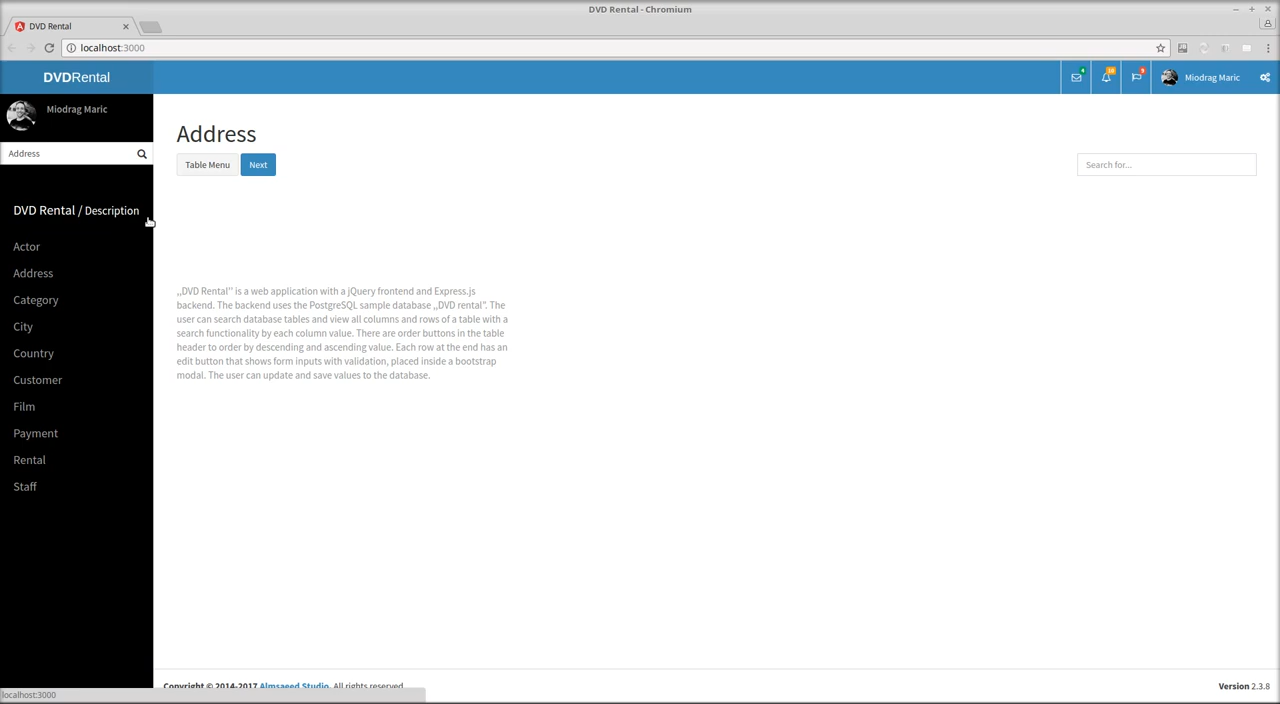 DVD Rental - Chromium
DVD Rental
localhost:3000
DVDRental
4
10
9
Miodrag Maric
Miodrag Maric
Address
DVD Rental / Description
Actor
Address
Category
City
Country
Customer
Film
Payment
Rental
Staff
Address
Table Menu
Next
Search for...
„DVD Rental'' is a web application with a jQuery frontend and Express.js
backend. The backend uses the PostgreSQL sample database „DVD rental". The
user can search database tables and view all columns and rows of a table with a
search functionality by each column value. There are order buttons in the table
header to order by descending and ascending value. Each row at the end has an
edit button that shows form inputs with validation, placed inside a bootstrap
modal. The user can update and save values to the database.
Copyright © 2014-2017 Almsaeed Studio. All rights reserved
Version 2.3.8
localhost:3000